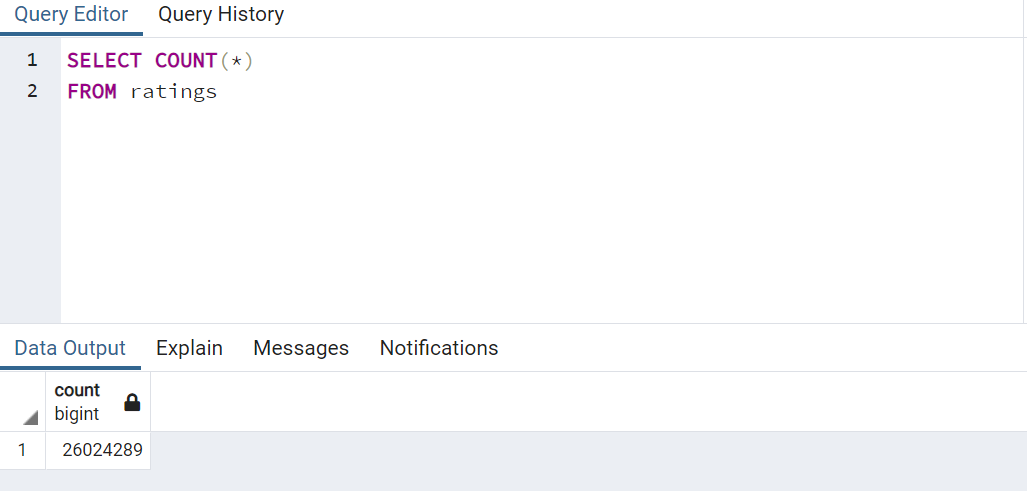 Query Editor Query History
1 SELECT COUNT(*)
2 FROM ratings
Data Output Explain Messages Notifications
count
bigint
1 26024289